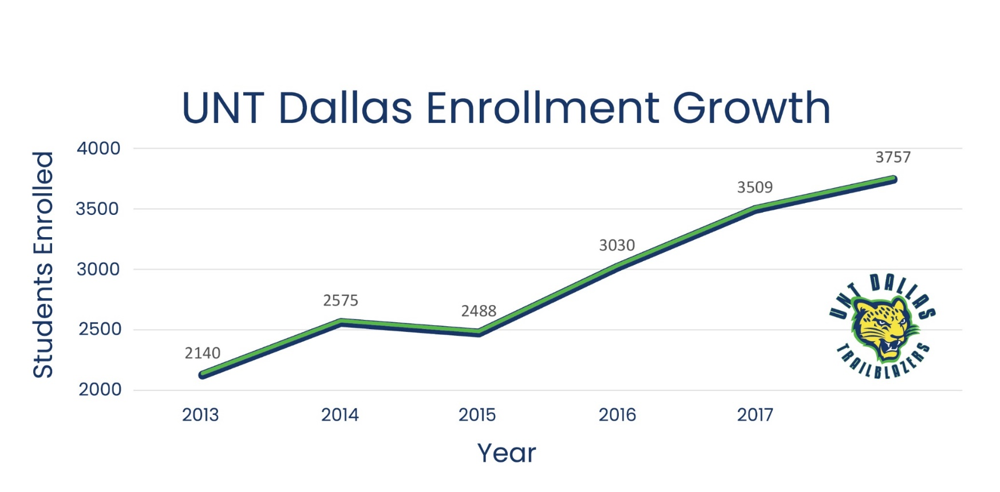 UNT Dallas Enrollment Growth
Students Enrolled
4000
3500
3000
2500
2000
2140
2575
2488
3030
3509
3757
2013 2014 2015 2016 2017
Year
UNT DALLAS
TRAILBLAZERS